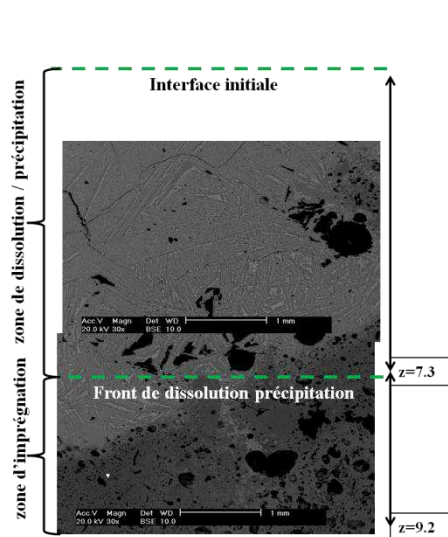 Interface initiale
zone de dissolution / précipitation
Acc.V Magn Det WD
20.0 kV 30x BSE 10.0
1 mm
Front de dissolution précipitation
z=7.3
zone d'imprégnation
Acc.V Magn Det WD
20.0 kV 30x BSE 10.0
1 mm
z=9.2